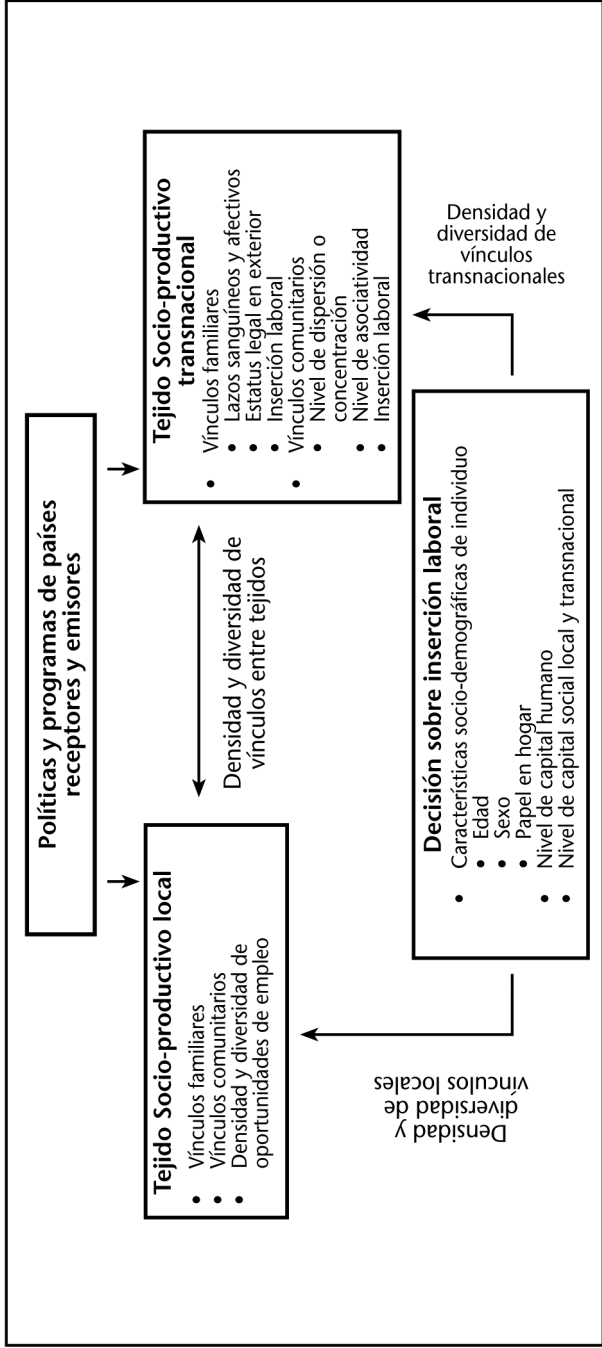 Políticas y programas de países
receptores y emisores
Tejido Socio-productivo local
• Vínculos familiares
• Vínculos comunitarios
• Densidad y diversidad de
oportunidades de empleo
Densidad y diversidad de
vínculos entre tejidos
Tejido Socio-productivo
transnacional
• Vínculos familiares
• Lazos sanguíneos y afectivos
• Estatus legal en exterior
• Inserción laboral
• Vínculos comunitarios
• Nivel de dispersión o
concentración
• Nivel de asociatividad
• Inserción laboral
Densidad y
diversidad de
vínculos locales
Decisión sobre inserción laboral
• Características socio-demográficas de individuo
• Edad
• Sexo
• Papel en hogar
• Nivel de capital humano
• Nivel de capital social local y transnacional
Densidad y
diversidad de
vínculos
transnacionales